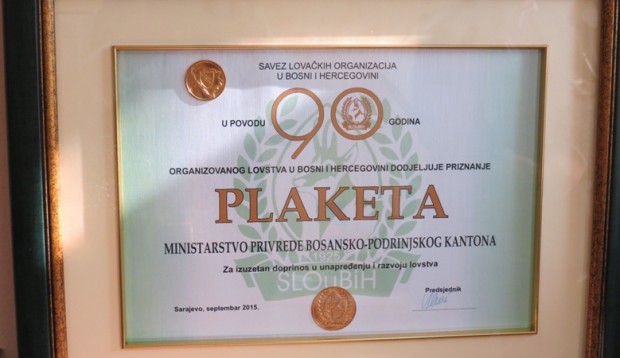 SAVEZ LOVAČKIH ORGANIZACIJA
U BOSNI I HERCEGOVINI
U POVODU 90 GODINA
ORGANIZOVANOG LOVSTVA U BOSNI I HERCEGOVINI DODJELJUJE PRIZNANJE
PLAKETA
MINISTARSTVO PRIVREDE BOSANSKO-PODRINJSKOG KANTONA
1925
Za izuzetan doprinos u unapređenju i razvoju lovstva
SLOuBiH
Predsjednik
Sarajevo, septembar 2015.